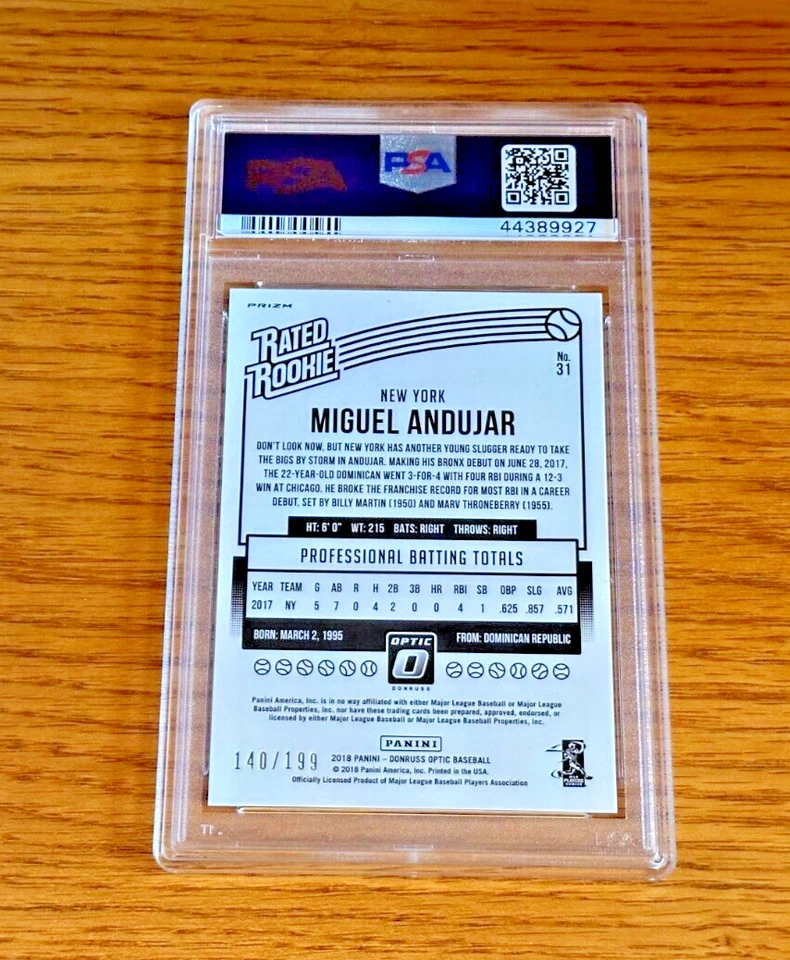 PSA
PSA
44389927
PRIZM
RATED
ROOKIE
No.
31
NEW YORK
MIGUEL ANDUJAR
DON'T LOOK NOW, BUT NEW YORK HAS ANOTHER YOUNG SLUGGER READY TO TAKE
THE BIGS BY STORM IN ANDUJAR. MAKING HIS BRONX DEBUT ON JUNE 28, 2017,
THE 22-YEAR-OLD DOMINICAN WENT 3-FOR-4 WITH FOUR RBI DURING A 12-3
WIN AT CHICAGO. HE BROKE THE FRANCHISE RECORD FOR MOST RBI IN A CAREER
DEBUT, SET BY BILLY MARTIN (1950) AND MARV THRONEBERRY (1955).
HT: 6' 0" WT: 215 BATS: RIGHT THROWS: RIGHT
PROFESSIONAL BATTING TOTALS
YEAR TEAM G AB R H 2B 3B HR RBI SB OBP SLG AVG
2017 NY 5 7 0 4 2 0 0 4 1 .625 .857 .571
BORN: MARCH 2, 1995 FROM: DOMINICAN REPUBLIC
OPTIC
DONRUSS
Panini America, Inc. is in no way affiliated with either Major League Baseball or Major League
Baseball Properties, Inc. nor have these trading cards been prepared, approved, endorsed, or
licensed by either Major League Baseball or Major League Baseball Properties, Inc.
PANINI
140/199
2018 PANINI – DONRUSS OPTIC BASEBALL
© 2018 Panini America, Inc. Printed in the USA.
Officially Licensed Product of Major League Baseball Players Association
PLAYERS
CHOICE